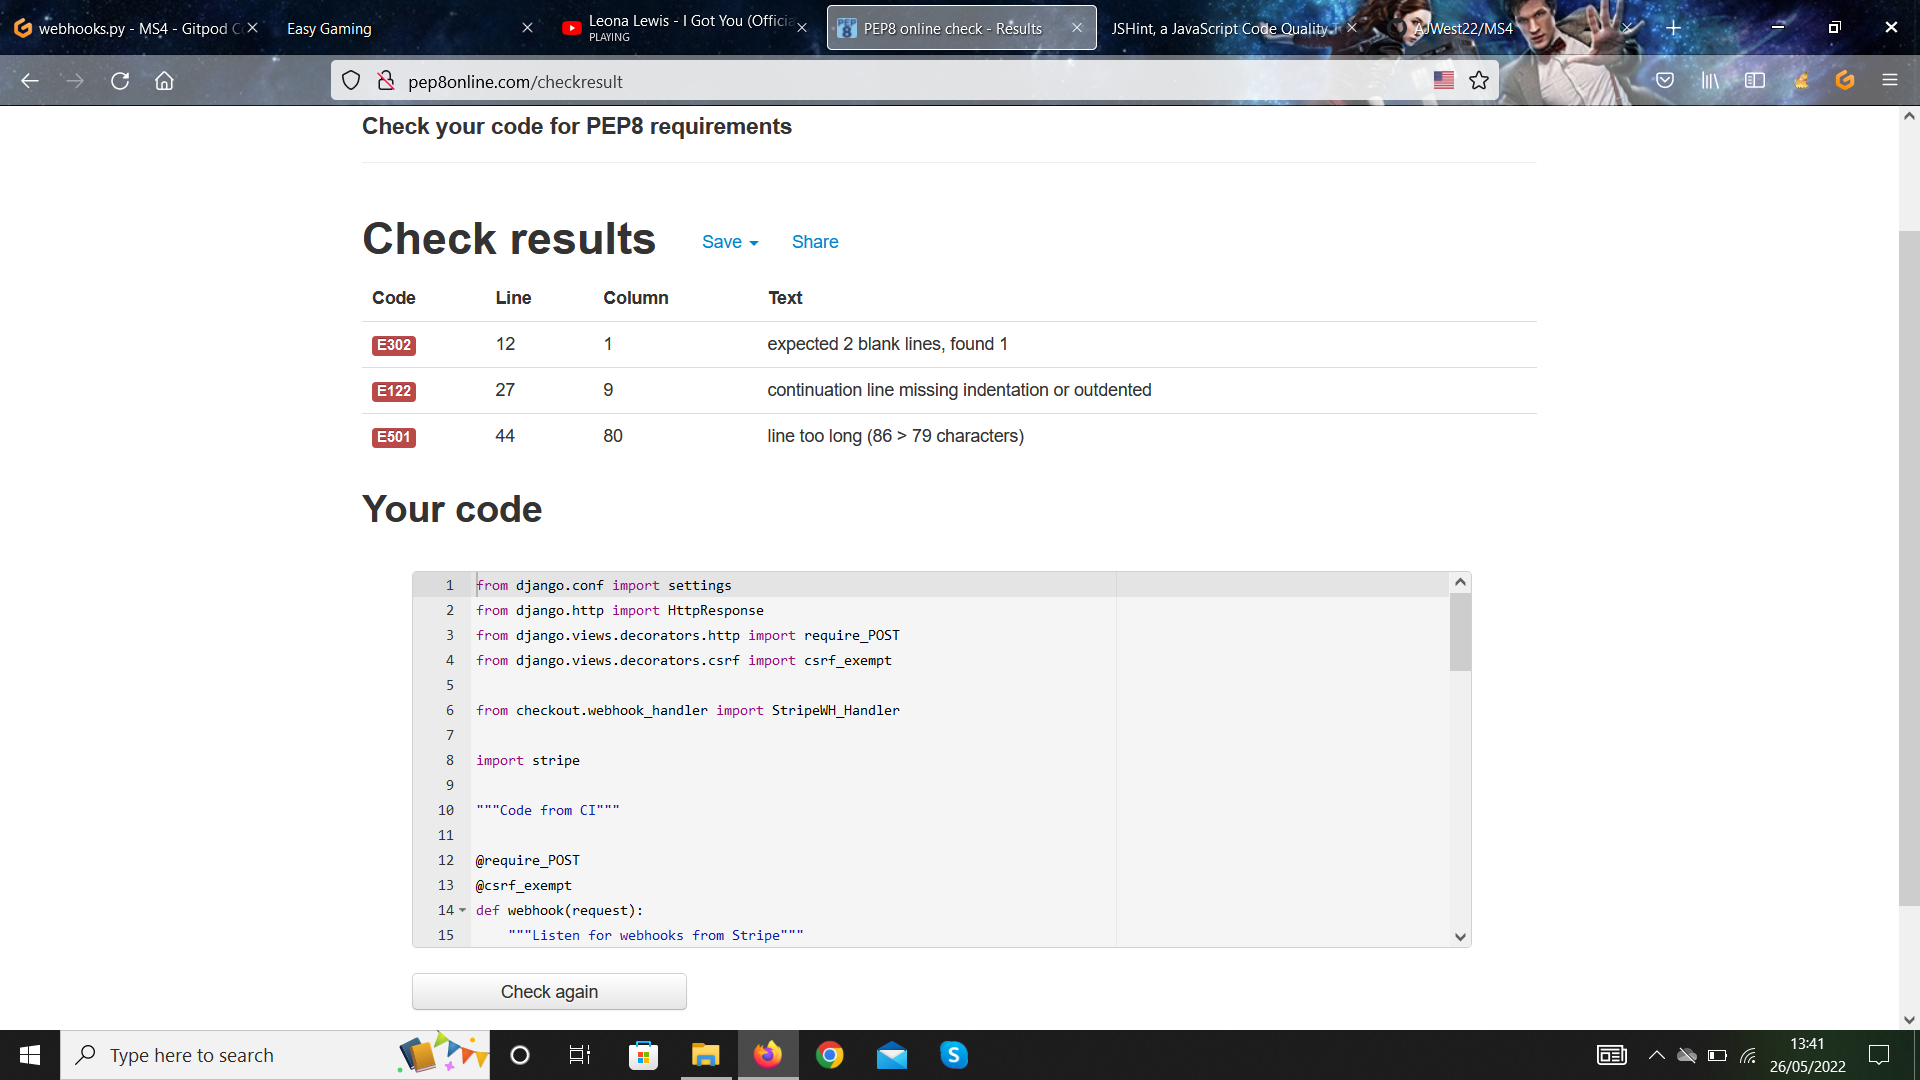 webhooks.py - MS4 - Gitpod C
Easy Gaming
Leona Lewis - I Got You (Officia
PLAYING
PEP8 online check - Results
JSHint, a JavaScript Code Quality T
AJWest22/MS4
pep8online.com/checkresult
Check your code for PEP8 requirements
Check results
Save
Share
Code Line Column Text
E302 12 1 expected 2 blank lines, found 1
E122 27 9 continuation line missing indentation or outdented
E501 44 80 line too long (86 > 79 characters)
Your code
1 from django.conf import settings
2 from django.http import HttpResponse
3 from django.views.decorators.http import require_POST
4 from django.views.decorators.csrf import csrf_exempt
5
6 from checkout.webhook_handler import StripeWH_Handler
7
8 import stripe
9
10 """Code from CI"""
11
12 @require_POST
13 @csrf_exempt
14 def webhook(request):
15 """Listen for webhooks from Stripe"""
Check again
Type here to search
13:41
26/05/2022